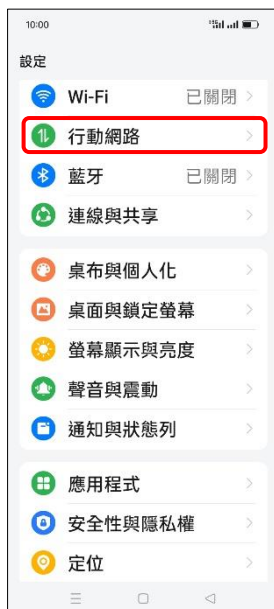 10:00
設定
Wi-Fi 已關閉
行動網路
藍牙 已關閉
連線與共享
桌布與個人化
桌面與鎖定螢幕
螢幕顯示與亮度
聲音與震動
通知與狀態列
應用程式
安全性與隱私權
定位